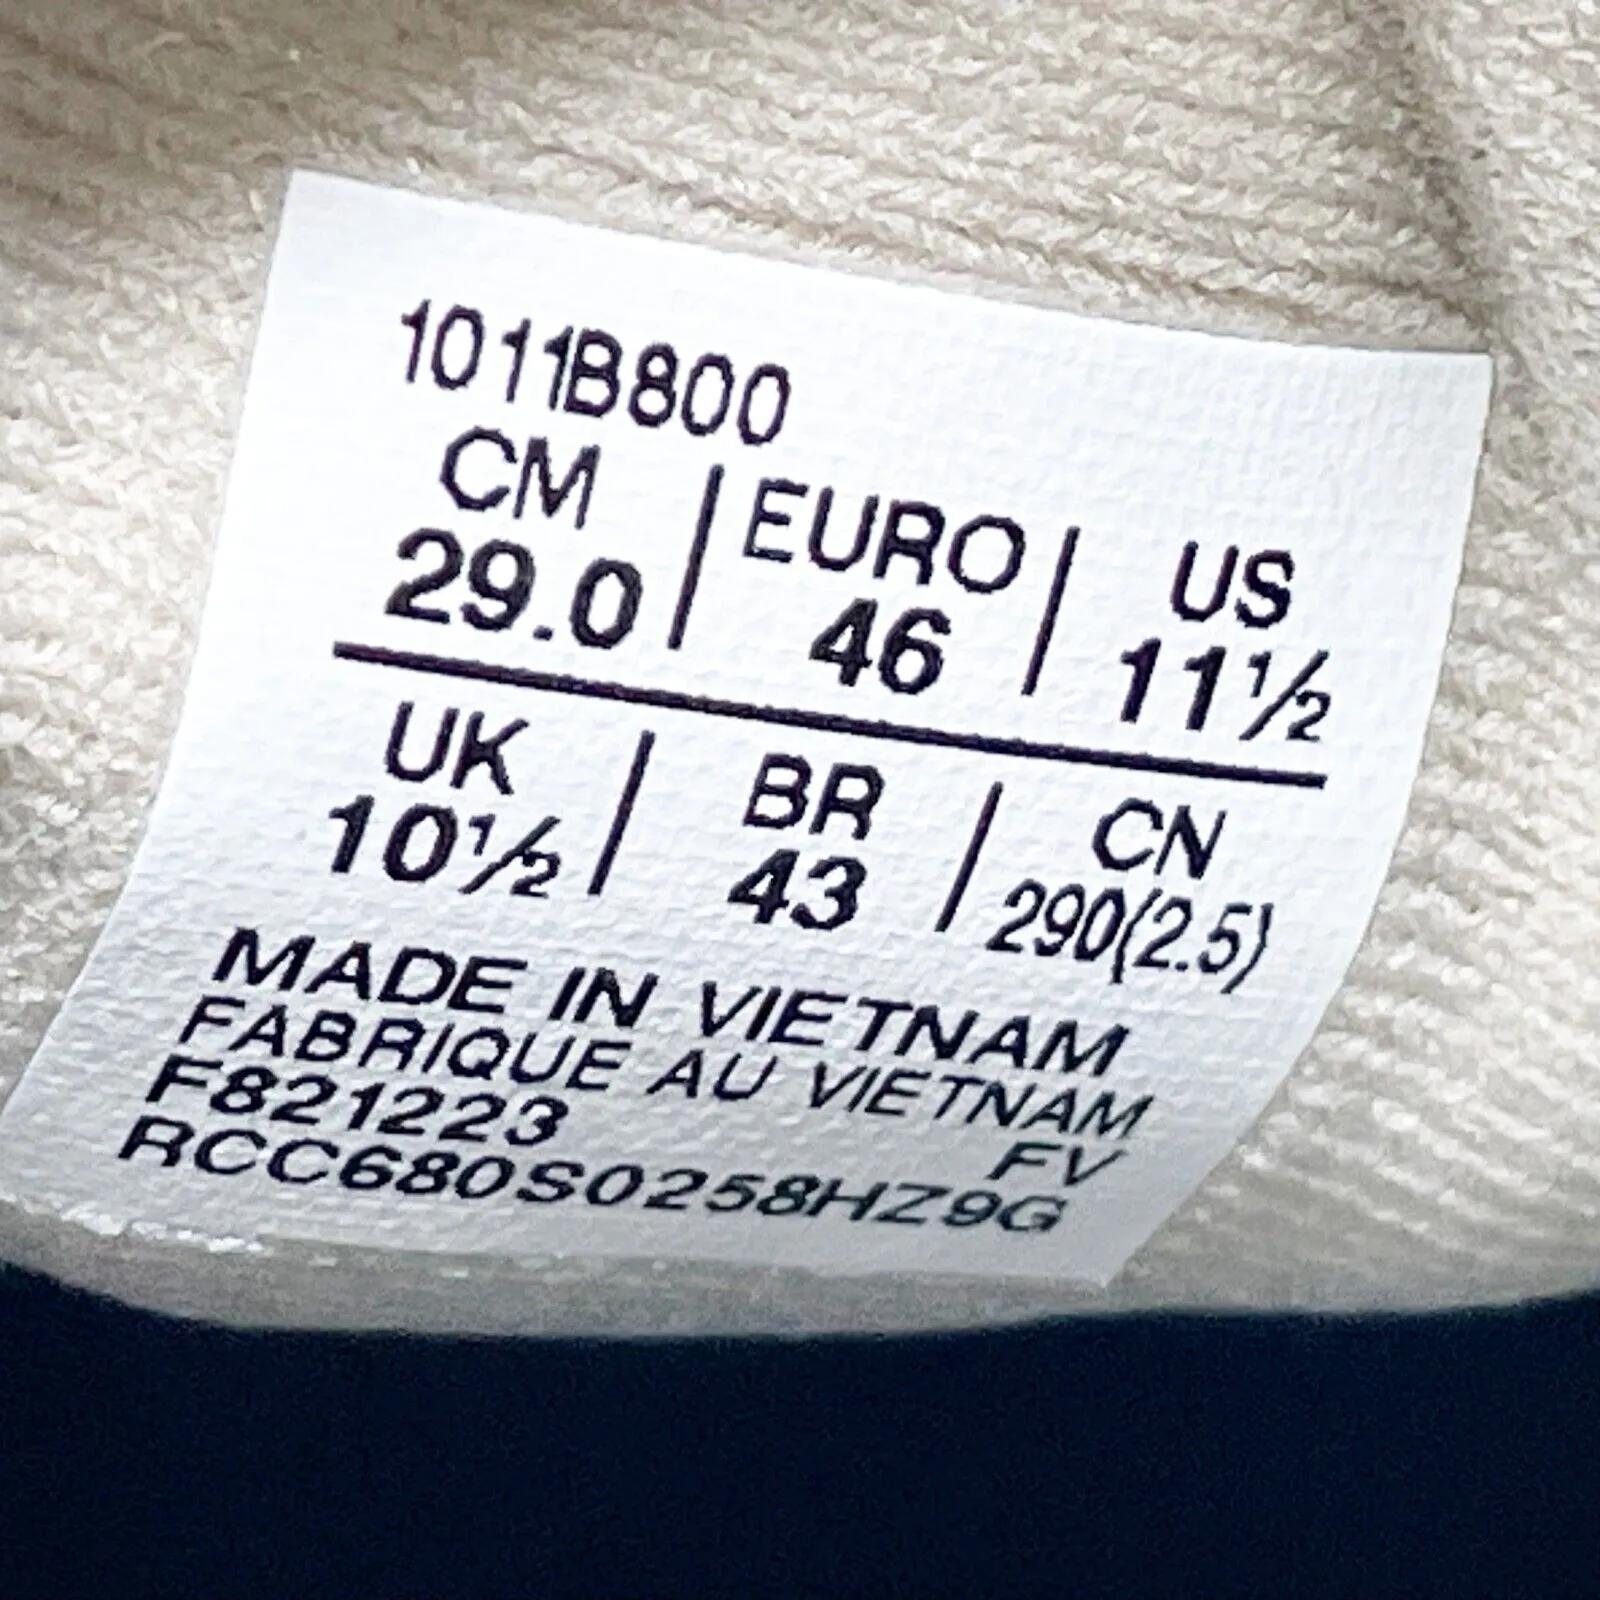 1011B800
CM | EURO | US
29.0 | 46 | 11½
UK | BR | CN
10½ | 43 | 290(2.5)
MADE IN VIETNAM
FABRIQUE AU VIETNAM
F821223 FV
RCC680S0258HZ9G